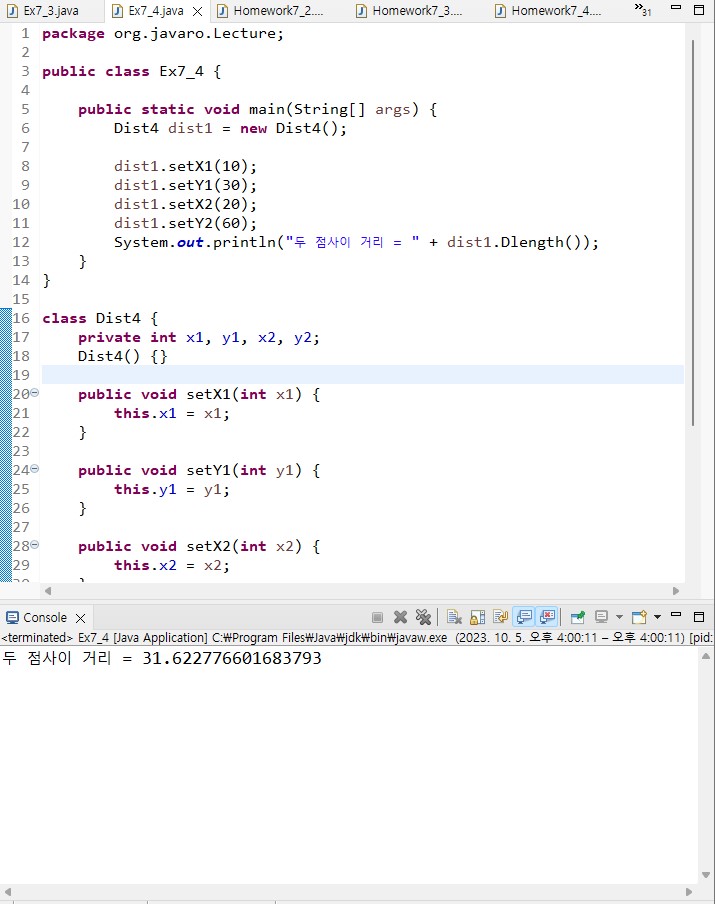 Ex7_3.java Ex7_4.java Homework7_2.... Homework7_3.... Homework7_4.... »31
1 package org.javaro.Lecture;
2
3 public class Ex7_4 {
4
5 public static void main(String[] args) {
6 Dist4 dist1 = new Dist4();
7
8 dist1.setX1(10);
9 dist1.setY1(30);
10 dist1.setX2(20);
11 dist1.setY2(60);
12 System.out.println("두 점사이 거리 = " + dist1.Dlength());
13 }
14 }
15
16 class Dist4 {
17 private int x1, y1, x2, y2;
18 Dist4() {}
19
20 public void setX1(int x1) {
21 this.x1 = x1;
22 }
23
24 public void setY1(int y1) {
25 this.y1 = y1;
26 }
27
28 public void setX2(int x2) {
29 this.x2 = x2;
30 }
Console
<terminated> Ex7_4 [Java Application] C:₩Program Files₩Java₩jdk₩bin₩javaw.exe (2023. 10. 5. 오후 4:00:11 – 오후 4:00:11) [pid:
두 점사이 거리 = 31.622776601683793